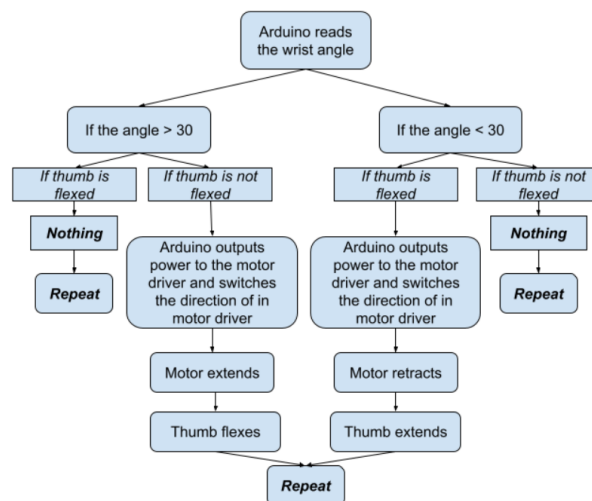 Arduino reads
the wrist angle
If the angle > 30
If the angle < 30
If thumb is
flexed
If thumb is not
flexed
If thumb is
flexed
If thumb is not
flexed
Nothing
Arduino outputs
power to the motor
driver and switches
the direction of in
motor driver
Arduino outputs
power to the motor
driver and switches
the direction of in
motor driver
Nothing
Repeat
Repeat
Motor extends
Motor retracts
Thumb flexes
Thumb extends
Repeat